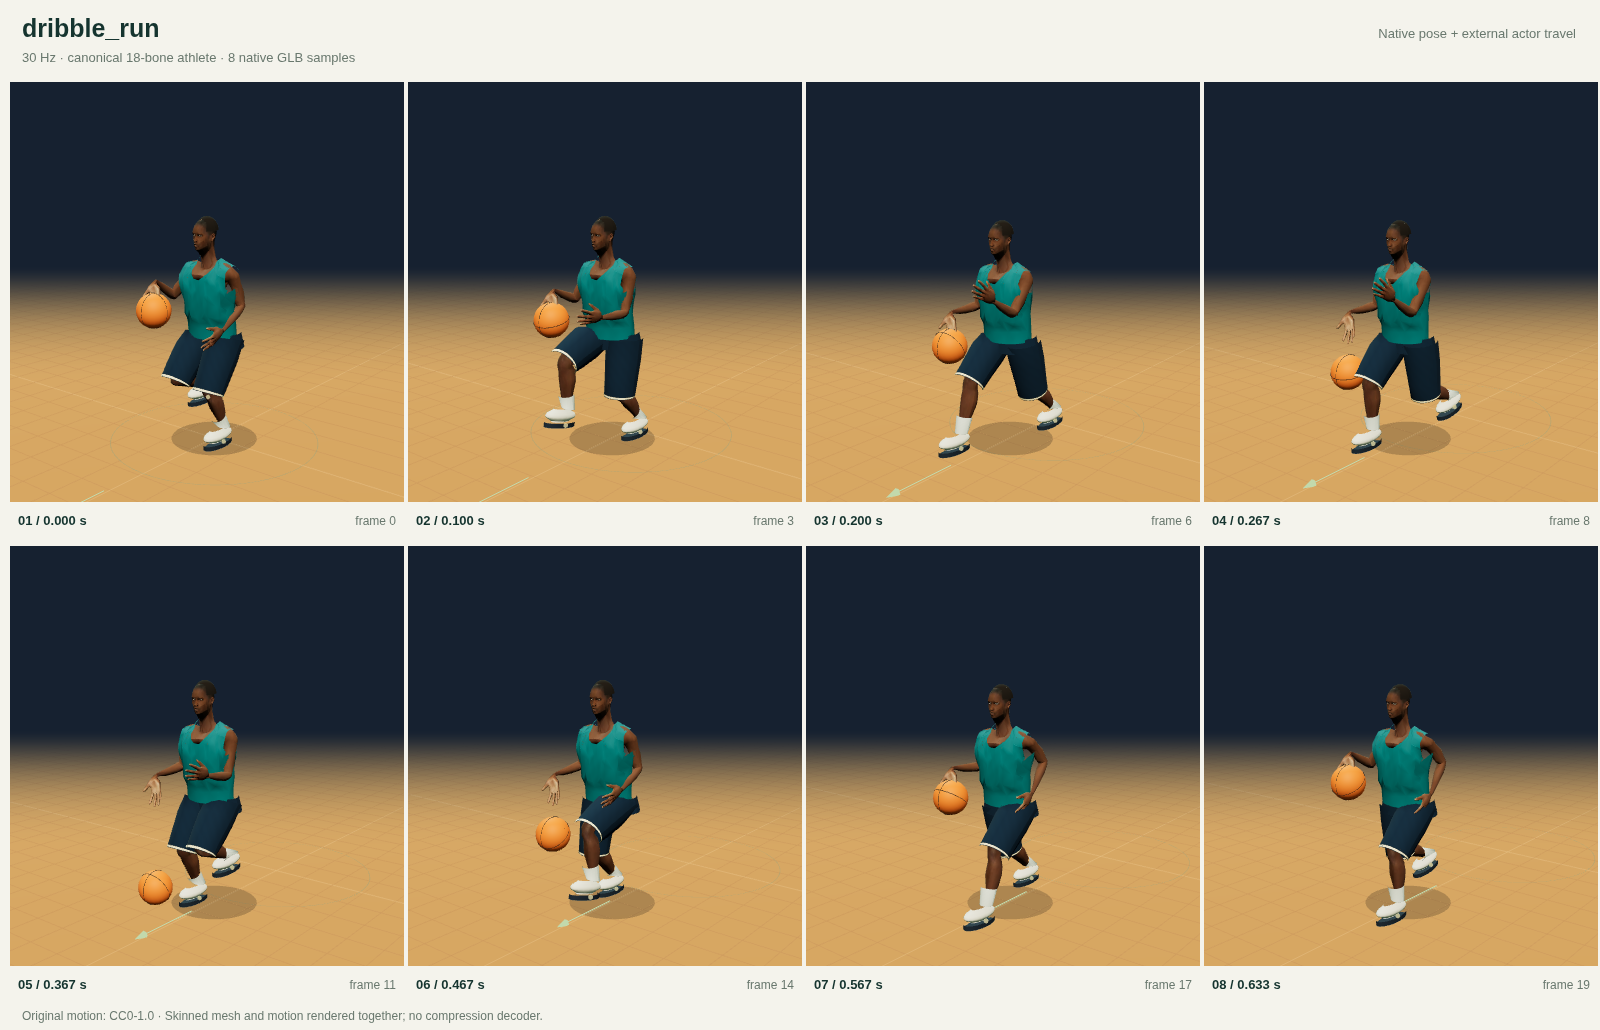 dribble_run
Native pose + external actor travel
30 Hz · canonical 18-bone athlete · 8 native GLB samples
01 / 0.000 s frame 0
02 / 0.100 s frame 3
03 / 0.200 s frame 6
04 / 0.267 s frame 8
05 / 0.367 s frame 11
06 / 0.467 s frame 14
07 / 0.567 s frame 17
08 / 0.633 s frame 19
Original motion: CC0-1.0 · Skinned mesh and motion rendered together; no compression decoder.